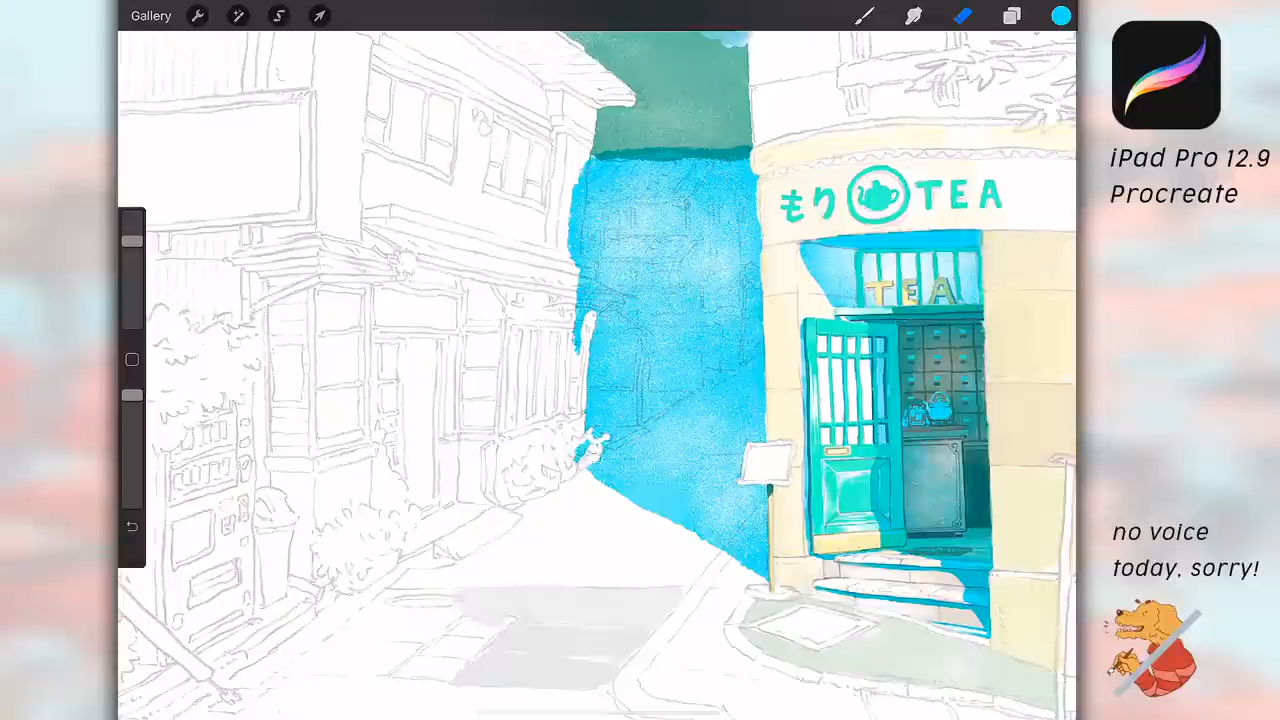 Gallery
iPad Pro 12.9
Procreate
もり TEA
TEA
no voice
today, sorry!